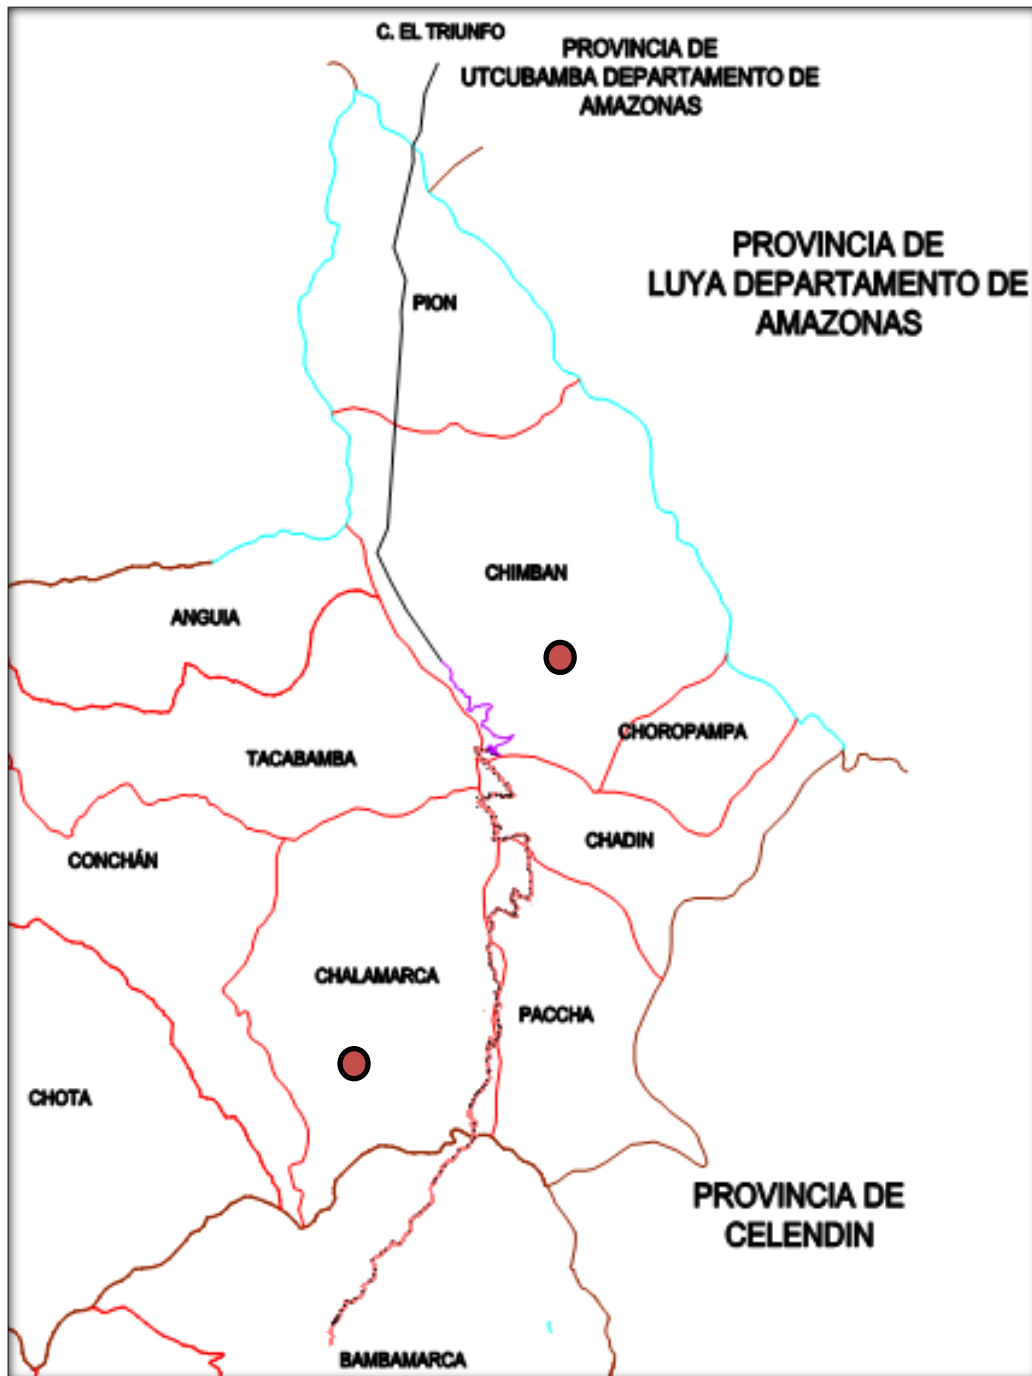 C. EL TRIUNFO
PROVINCIA DE
UTCUBAMBA DEPARTAMENTO DE
AMAZONAS
PROVINCIA DE
LUYA DEPARTAMENTO DE
AMAZONAS
PION
CHIMBAN
ANGUIA
CHOROPAMPA
TACABAMBA
CHADIN
CONCHÁN
CHALAMARCA
PACCHA
CHOTA
PROVINCIA DE
CELENDIN
BAMBAMARCA